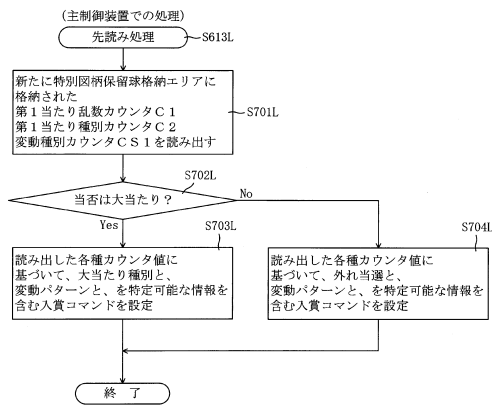 （主制御装置での処理）
先読み処理
S613L
新たに特別図柄保留球格納エリアに
格納された
第１当たり乱数カウンタＣ１
第１当たり種別カウンタＣ２
変動種別カウンタＣＳ１を読み出す
S701L
当否は大当たり？
S702L
Yes
No
S703L
読み出した各種カウンタ値に
基づいて、大当たり種別と、
変動パターンと、を特定可能な情報を
含む入賞コマンドを設定
S704L
読み出した各種カウンタ値に
基づいて、外れ当選と、
変動パターンと、を特定可能な情報を
含む入賞コマンドを設定
終　了